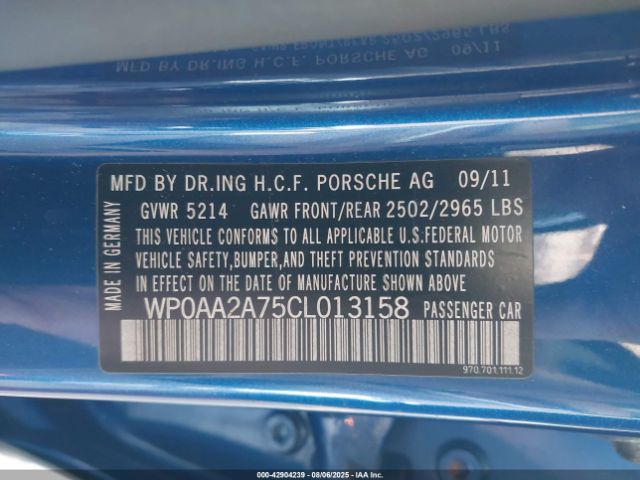 MFD BY DR.ING H.C.F. PORSCHE AG 09/11
GVWR 5214 GAWR FRONT/REAR 2502/2965 LBS
THIS VEHICLE CONFORMS TO ALL APPLICABLE U.S.FEDERAL MOTOR
VEHICLE SAFETY,BUMPER,AND THEFT PREVENTION STANDARDS
IN EFFECT ON THE DATE OF MANUFACTURE SHOWN ABOVE.
WP0AA2A75CL013158 PASSENGER CAR
MADE IN GERMANY
970.701.111.12
00-42904239 - 08/06/2025 - IAA Inc.